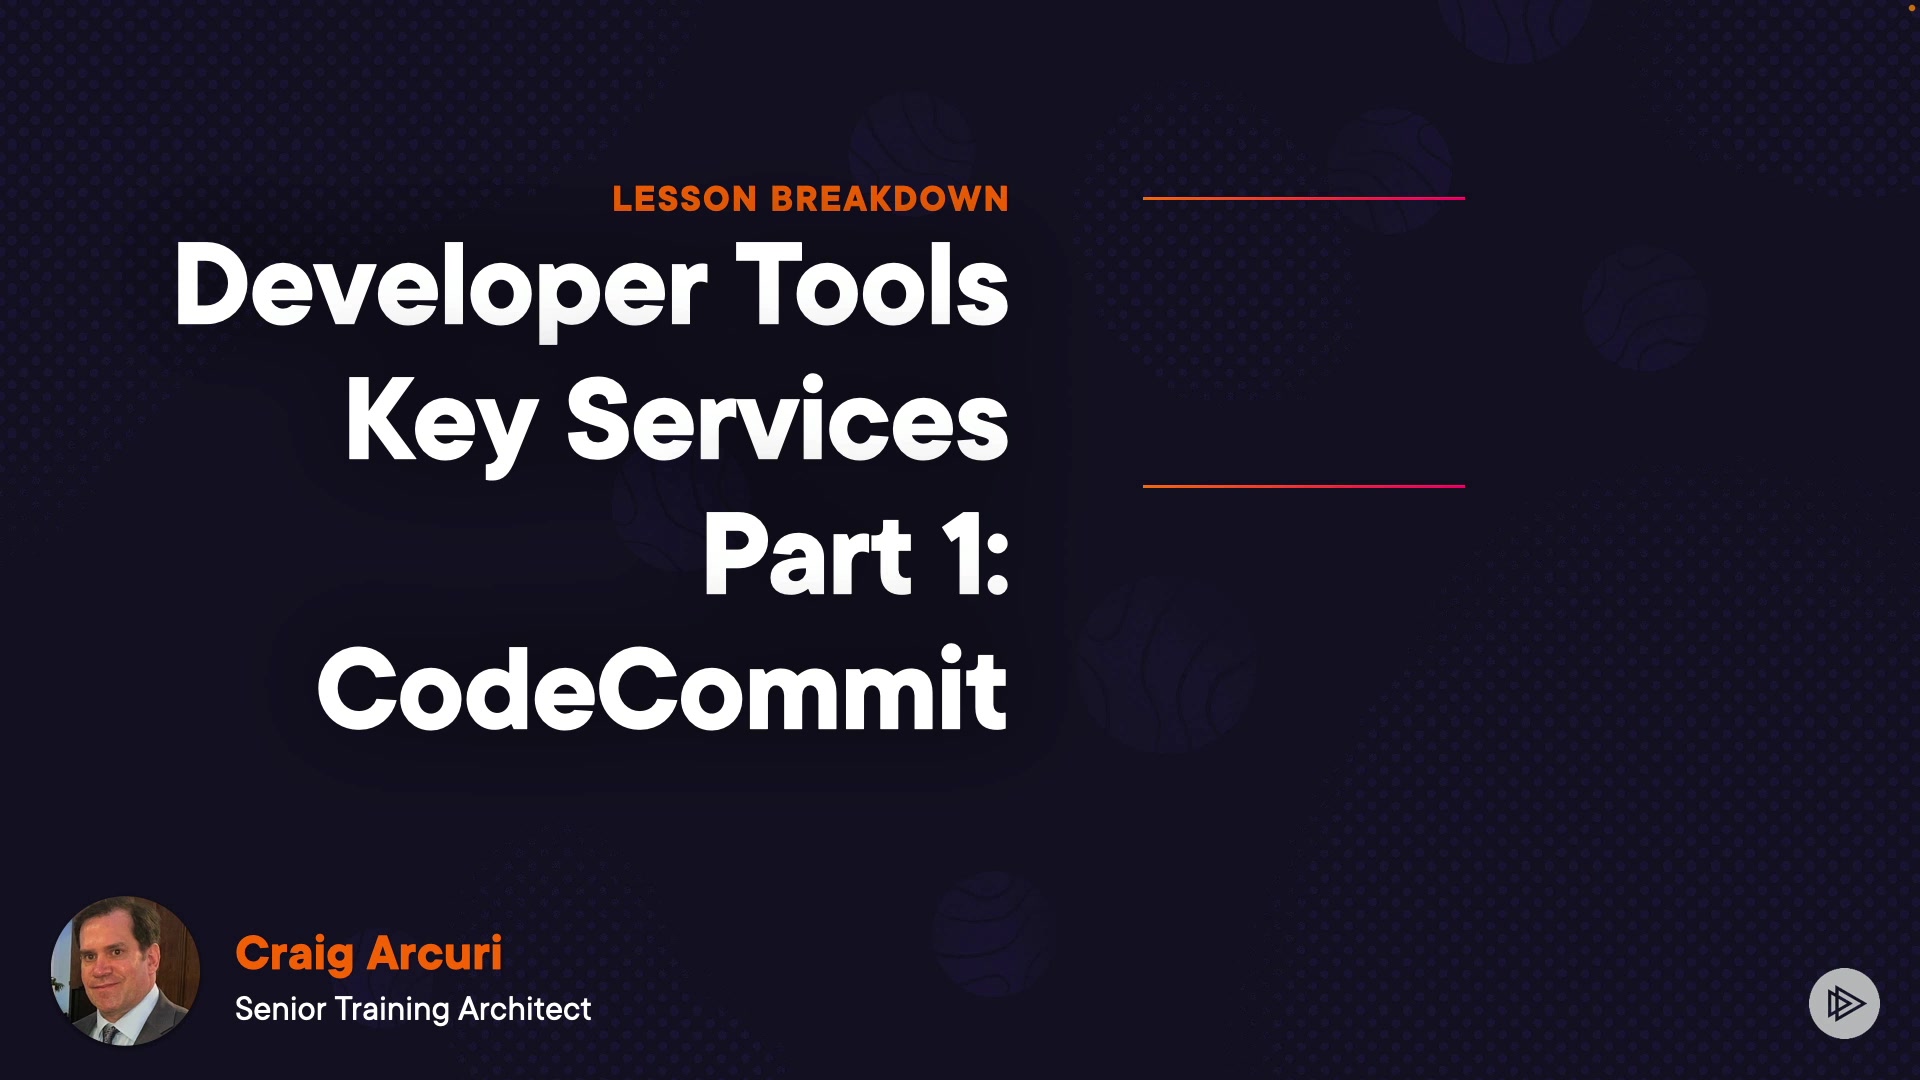 LESSON BREAKDOWN
Developer Tools
Key Services
Part 1:
CodeCommit
Craig Arcuri
Senior Training Architect